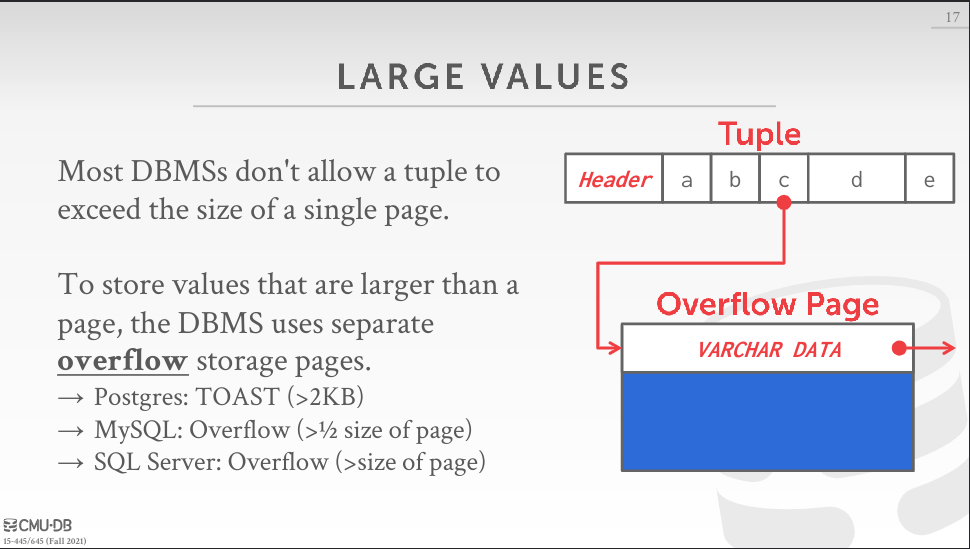 17
LARGE VALUES
Most DBMSs don't allow a tuple to
exceed the size of a single page.
To store values that are larger than a
page, the DBMS uses separate
overflow storage pages.
→ Postgres: TOAST (>2KB)
→ MySQL: Overflow (>½ size of page)
→ SQL Server: Overflow (>size of page)
Tuple
Header a b c d e
Overflow Page
VARCHAR DATA
CMU·DB
15-445/645 (Fall 2021)